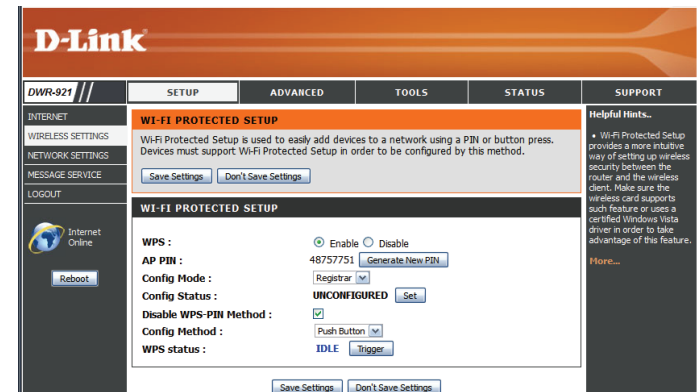 D-Link
DWR-921
SETUP
ADVANCED
TOOLS
STATUS
SUPPORT
INTERNET
WIRELESS SETTINGS
NETWORK SETTINGS
MESSAGE SERVICE
LOGOUT
Internet
Online
Reboot
WI-FI PROTECTED SETUP
Wi-Fi Protected Setup is used to easily add devices to a network using a PIN or button press.
Devices must support Wi-Fi Protected Setup in order to be configured by this method.
Save Settings Don't Save Settings
WI-FI PROTECTED SETUP
WPS : Enable Disable
AP PIN : 48757751 Generate New PIN
Config Mode : Registrar
Config Status : UNCONFIGURED Set
Disable WPS-PIN Method :
Config Method : Push Button
WPS status : IDLE Trigger
Save Settings Don't Save Settings
Helpful Hints..
• Wi-Fi Protected Setup
provides a more intuitive
way of setting up wireless
security between the
router and the wireless
client. Make sure the
wireless card supports
such feature or uses a
certified Windows Vista
driver in order to take
advantage of this feature.
More...